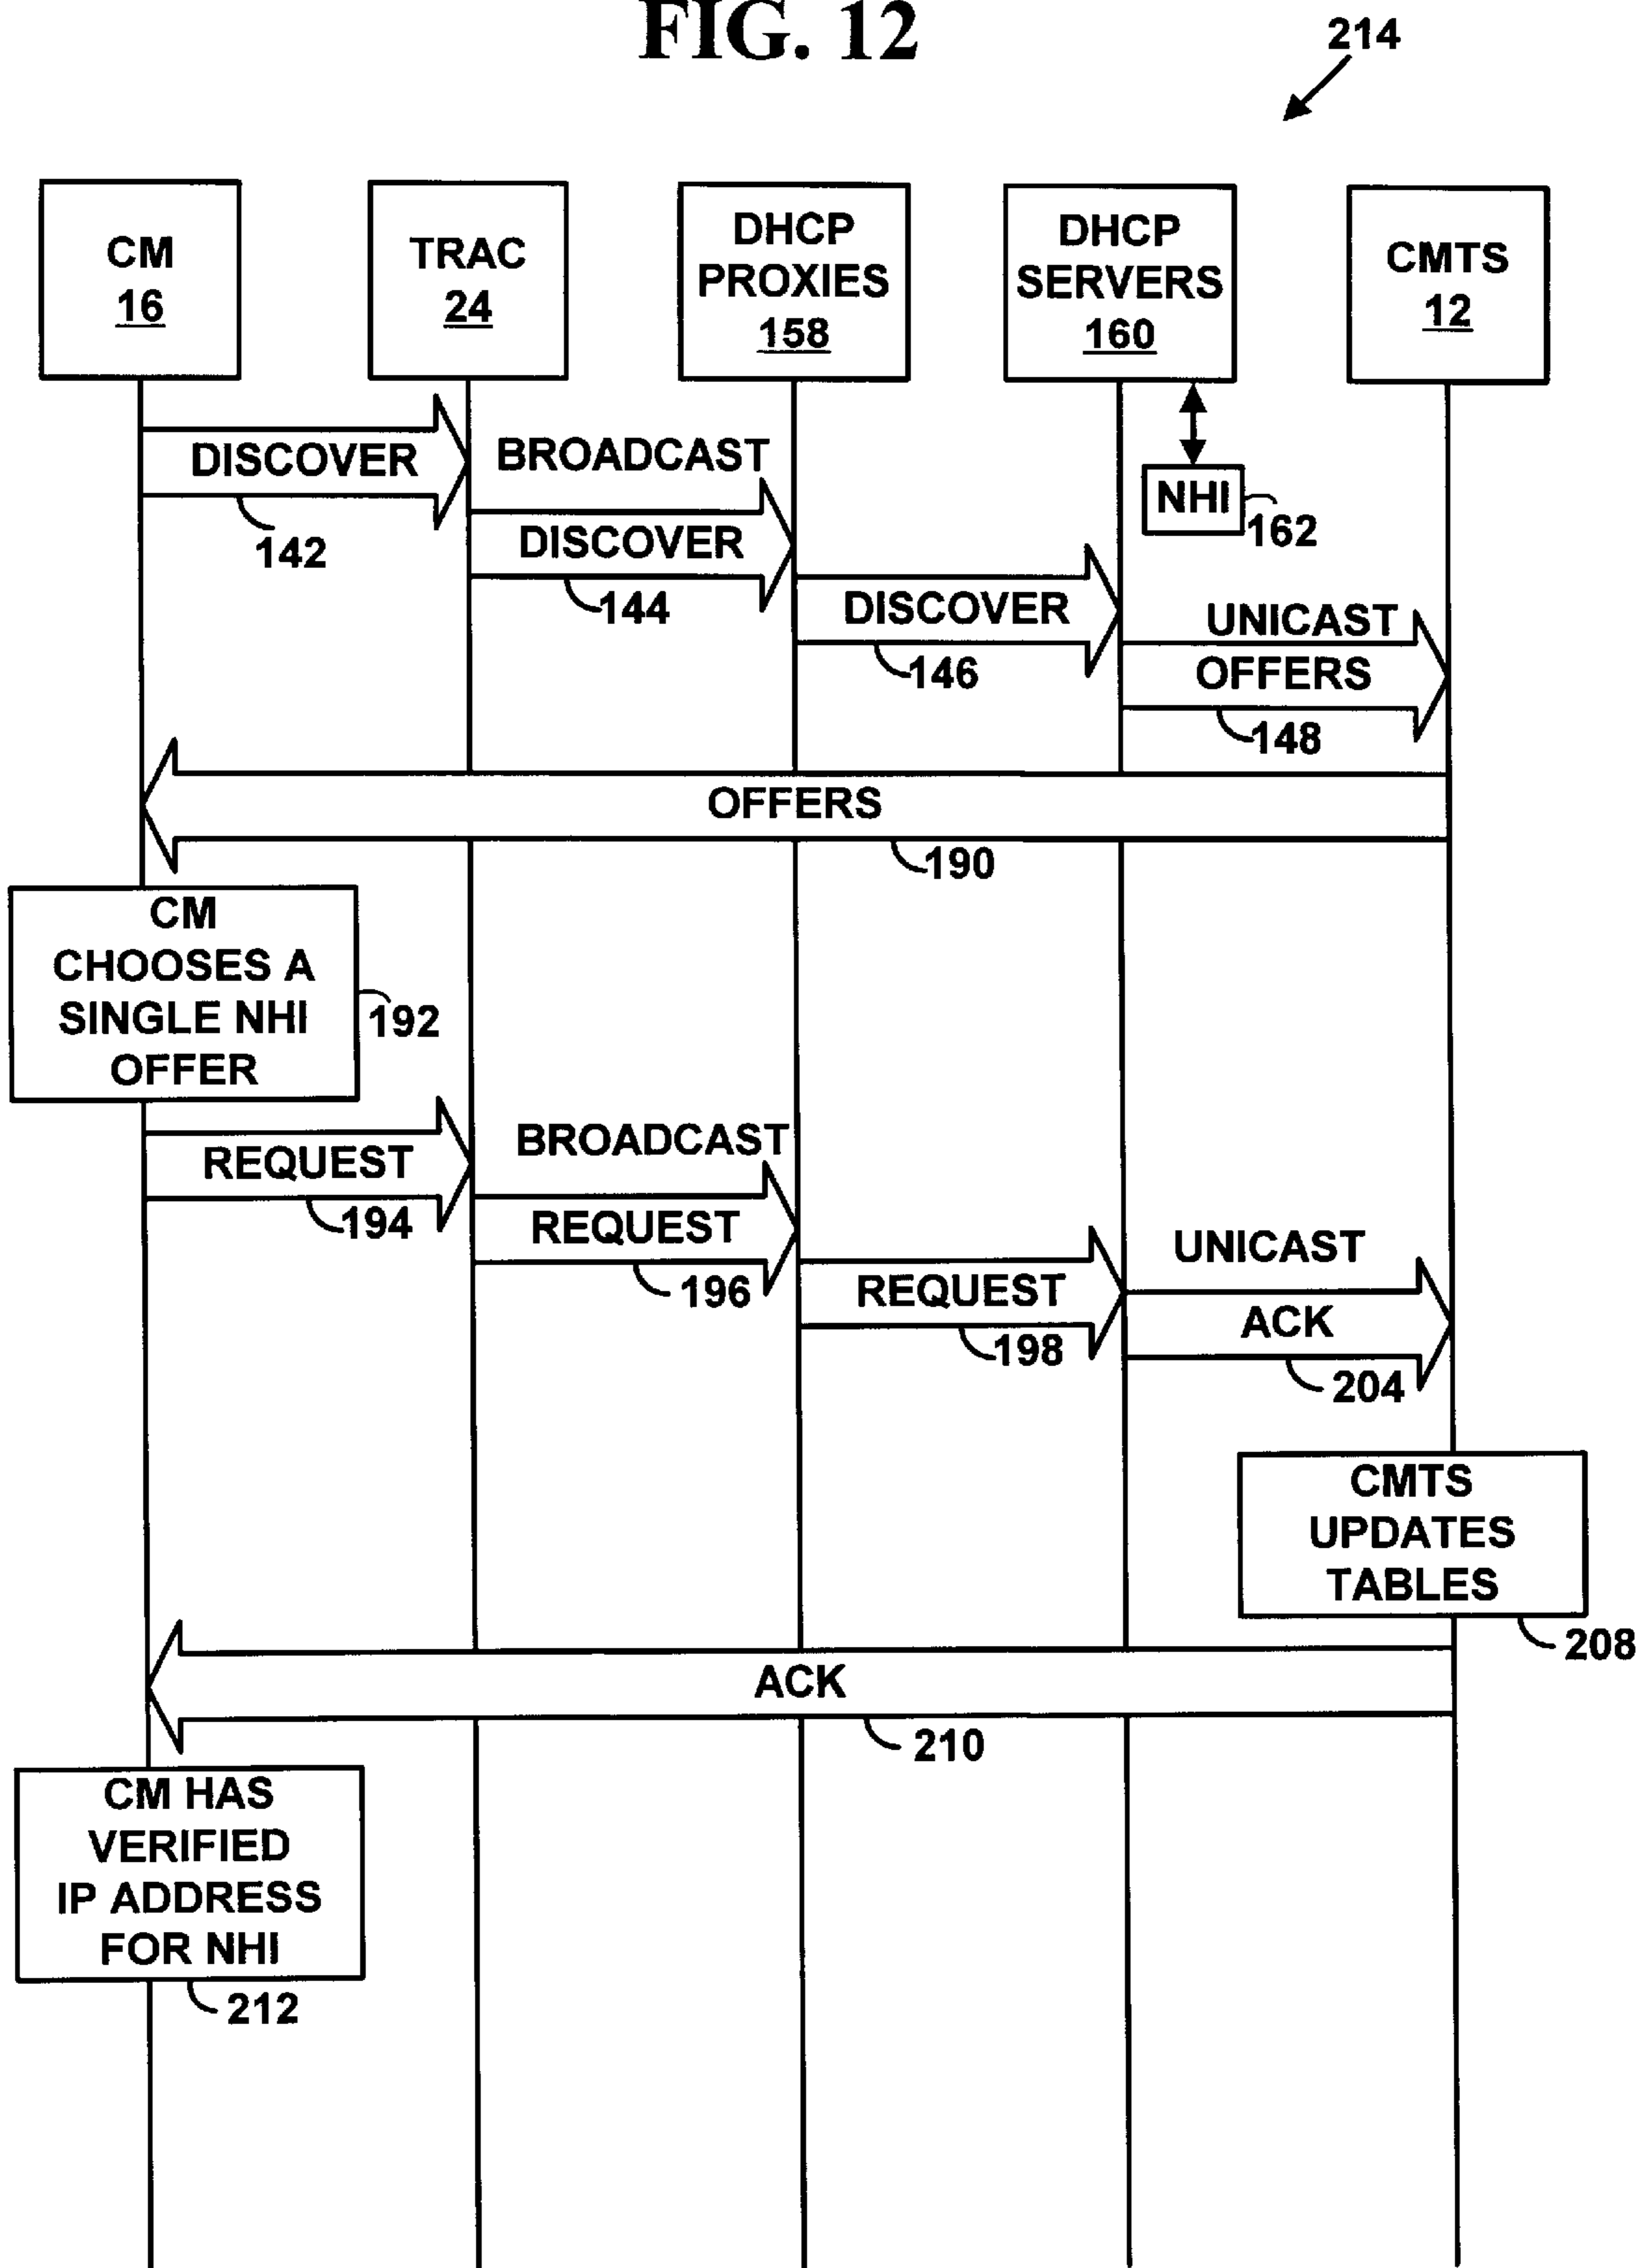 FIG. 12
214
CM
16
TRAC
24
DHCP
PROXIES
158
DHCP
SERVERS
160
CMTS
12
DISCOVER
142
BROADCAST
DISCOVER
144
NHI
162
DISCOVER
146
UNICAST
OFFERS
148
OFFERS
190
CM
CHOOSES A
SINGLE NHI
OFFER
192
REQUEST
194
BROADCAST
REQUEST
196
REQUEST
198
UNICAST
ACK
204
CMTS
UPDATES
TABLES
208
ACK
210
CM HAS
VERIFIED
IP ADDRESS
FOR NHI
212